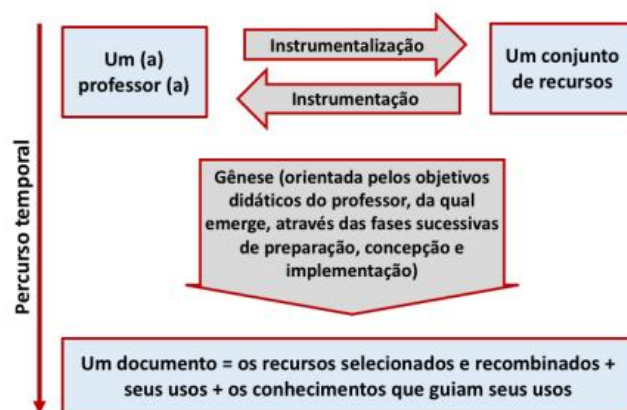 Um (a)
professor (a)
Instrumentalização
Instrumentação
Um conjunto
de recursos
Percurso temporal
Gênese (orientada pelos objetivos
didáticos do professor, da qual
emerge, através das fases sucessivas
de preparação, concepção e
implementação)
Um documento = os recursos selecionados e recombinados +
seus usos + os conhecimentos que guiam seus usos